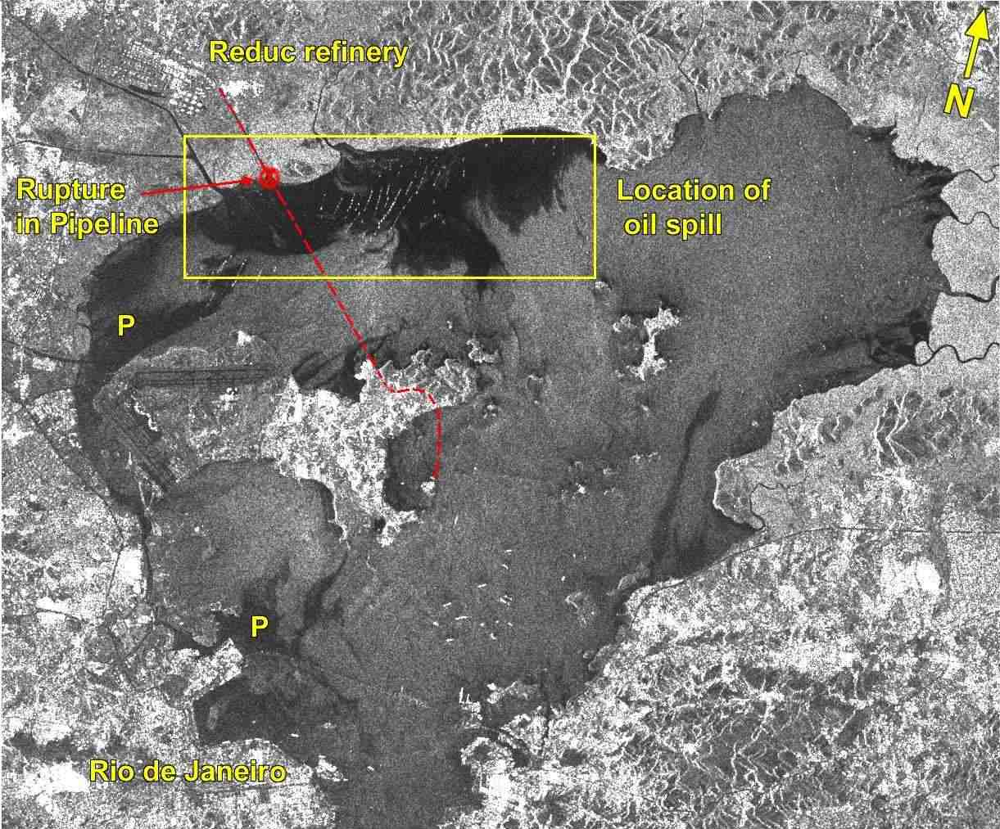 Reduc refinery
N
Rupture
in Pipeline
Location of
oil spill
P
P
Rio de Janeiro